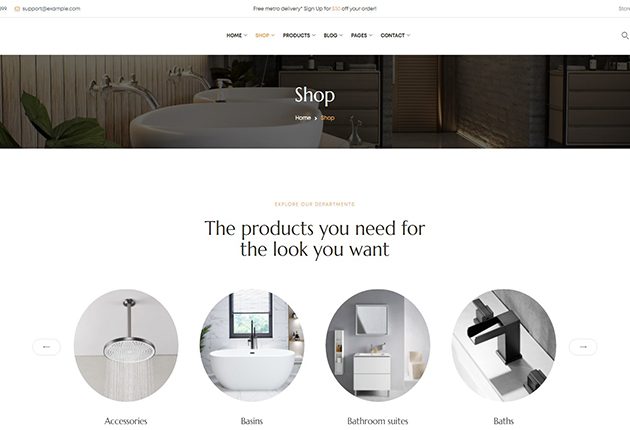 099 support@example.com Free metro delivery* Sign Up for $30 off your order! Store
HOME SHOP PRODUCTS BLOG PAGES CONTACT
Shop
Home > Shop
EXPLORE OUR DEPARTMENTS
The products you need for
the look you want
Accessories Basins Bathroom suites Baths